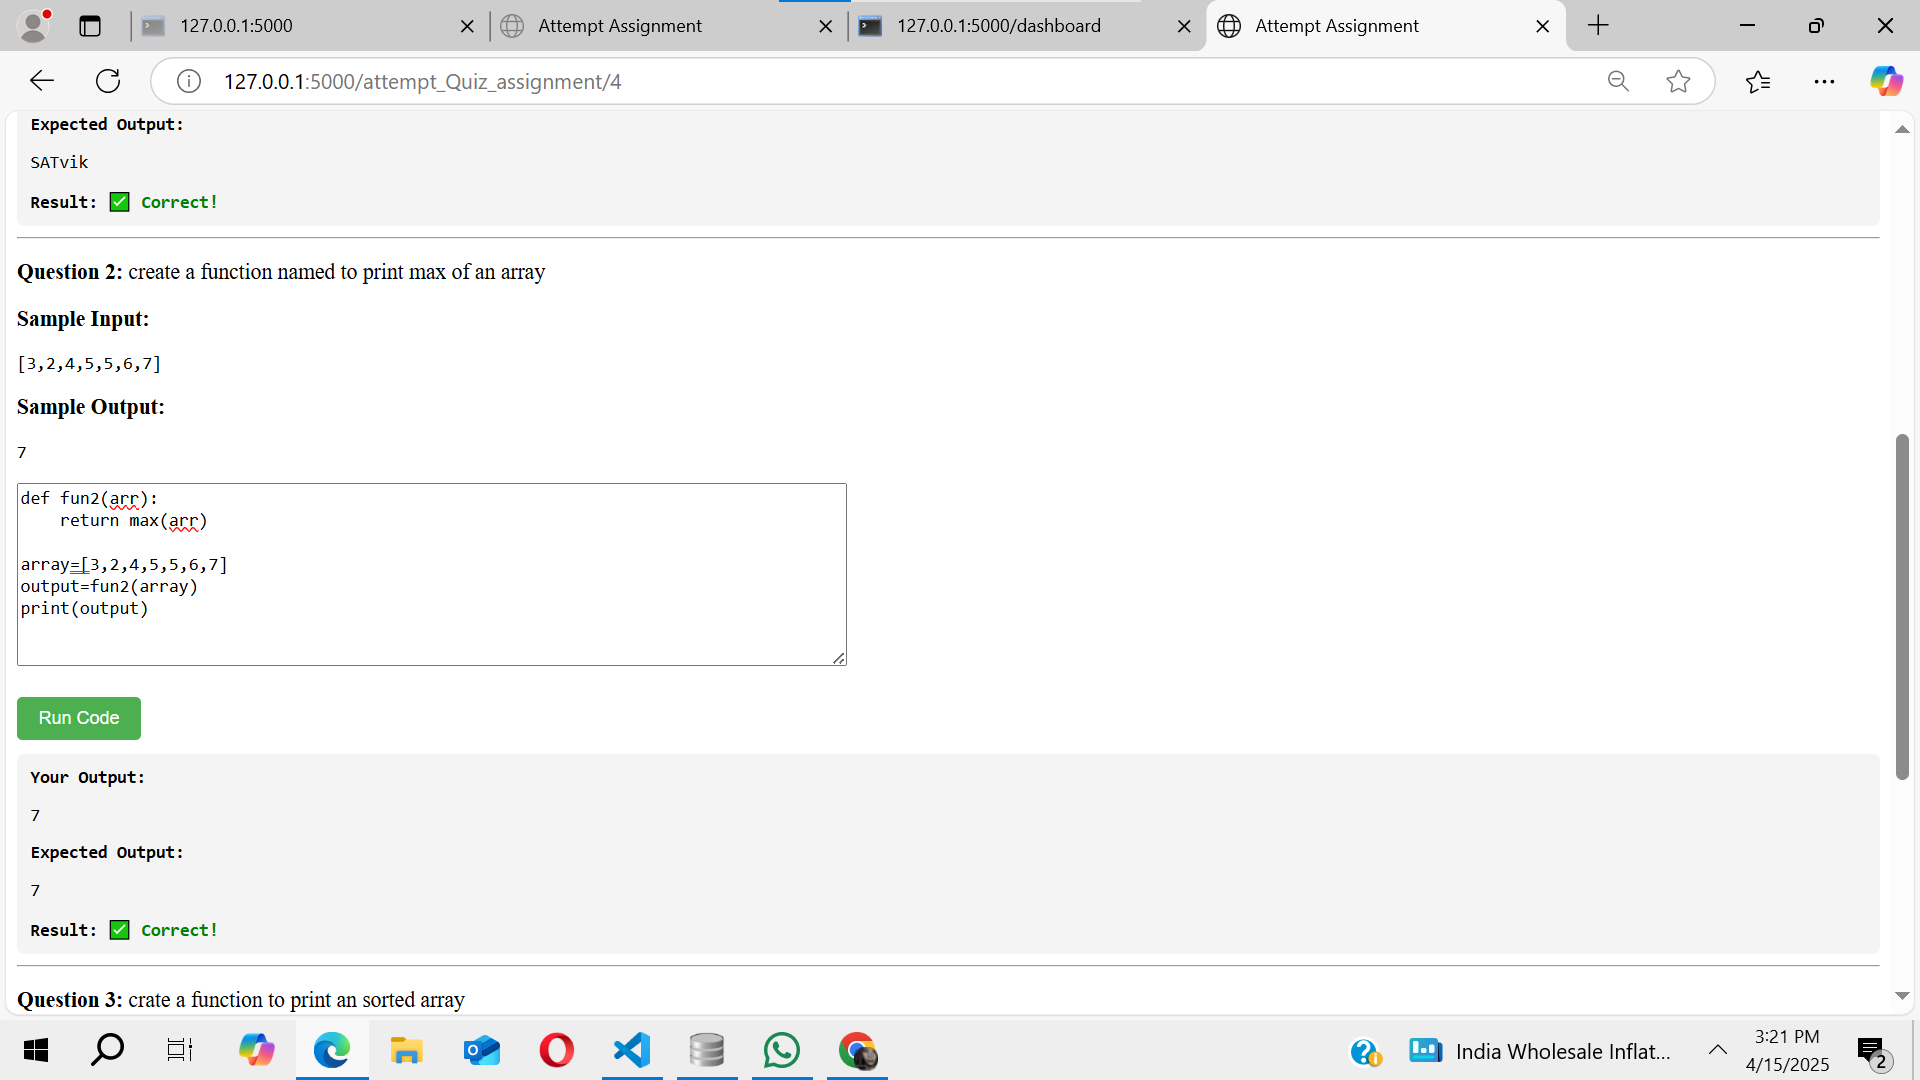 127.0.0.1:5000
Attempt Assignment
127.0.0.1:5000/dashboard
Attempt Assignment
127.0.0.1:5000/attempt_Quiz_assignment/4
Expected Output:
SATvik
Result: ✅ Correct!
Question 2: create a function named to print max of an array
Sample Input:
[3,2,4,5,5,6,7]
Sample Output:
7
def fun2(arr):
    return max(arr)
array=[3,2,4,5,5,6,7]
output=fun2(array)
print(output)
Run Code
Your Output:
7
Expected Output:
7
Result: ✅ Correct!
Question 3: crate a function to print an sorted array
India Wholesale Inflat...
3:21 PM
4/15/2025
2